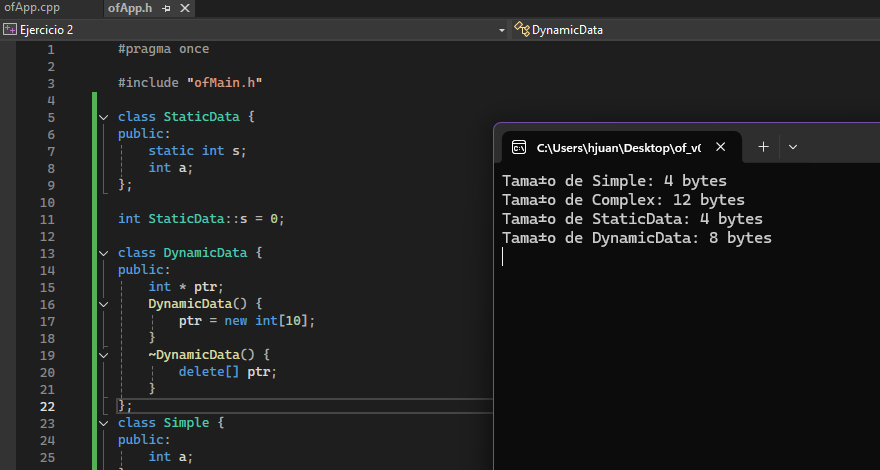 ofApp.cpp
ofApp.h
Ejercicio 2
DynamicData
1 #pragma once
2
3 #include "ofMain.h"
4
5 class StaticData {
6 public:
7 static int s;
8 int a;
9 };
10
11 int StaticData::s = 0;
12
13 class DynamicData {
14 public:
15 int * ptr;
16 DynamicData() {
17 ptr = new int[10];
18 }
19 ~DynamicData() {
20 delete[] ptr;
21 }
22 };
23 class Simple {
24 public:
25 int a;
C:\Users\hjuan\Desktop\of_v0
Tama±o de Simple: 4 bytes
Tama±o de Complex: 12 bytes
Tama±o de StaticData: 4 bytes
Tama±o de DynamicData: 8 bytes